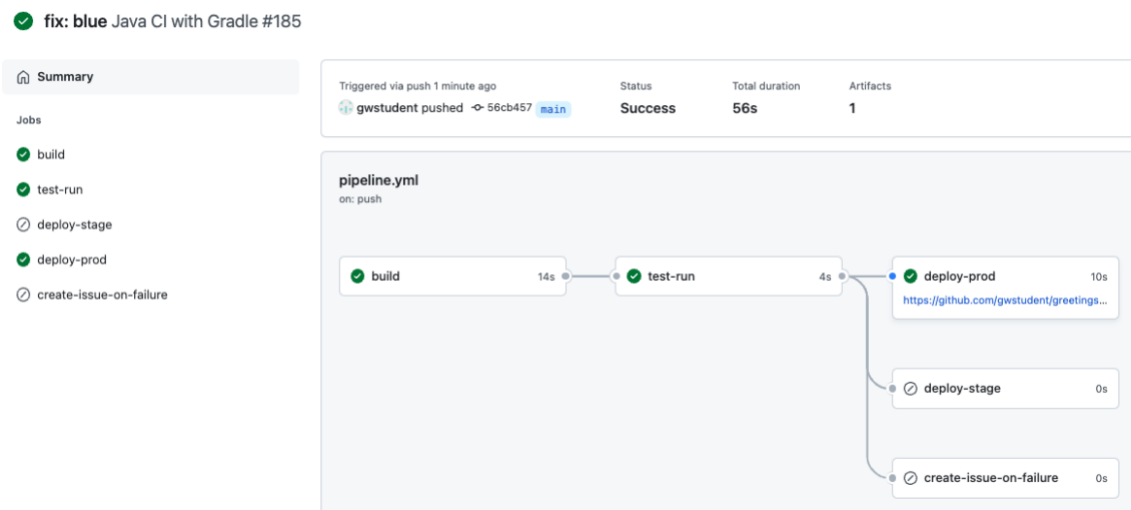 fix: blue Java CI with Gradle #185
Summary
Jobs
build
test-run
deploy-stage
deploy-prod
create-issue-on-failure
Triggered via push 1 minute ago
gwstudent pushed 56cb457 main
Status
Success
Total duration
56s
Artifacts
1
pipeline.yml
on: push
build 14s
test-run 4s
deploy-prod 10s
https://github.com/gwstudent/greetings...
deploy-stage 0s
create-issue-on-failure 0s